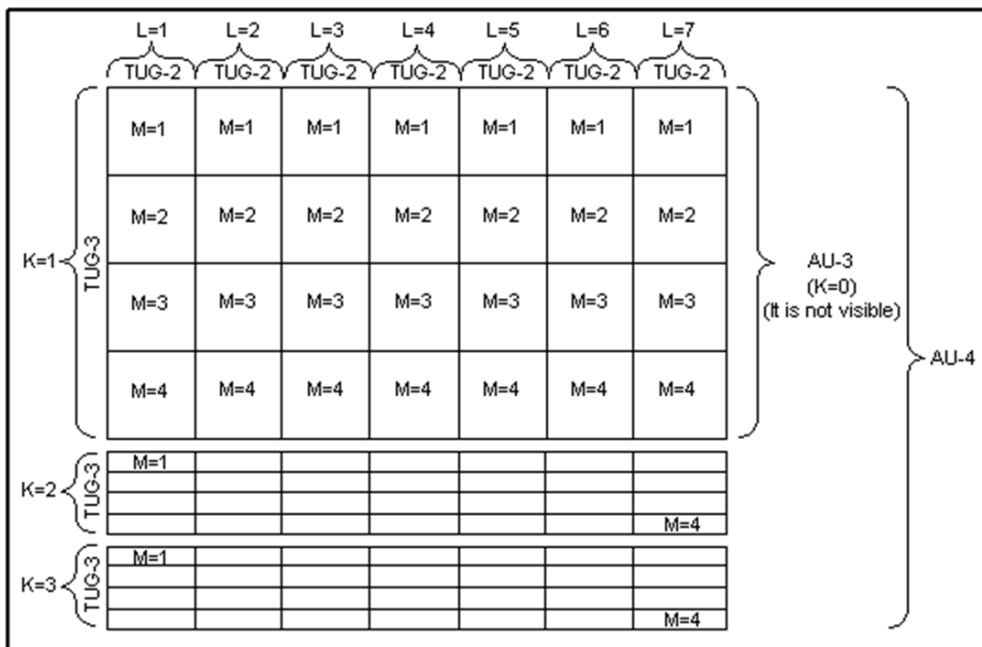 L=1 L=2 L=3 L=4 L=5 L=6 L=7
TUG-2 TUG-2 TUG-2 TUG-2 TUG-2 TUG-2 TUG-2
M=1 M=1 M=1 M=1 M=1 M=1 M=1
M=2 M=2 M=2 M=2 M=2 M=2 M=2
K=1 TUG-3
AU-3
(K=0)
(It is not visible)
M=3 M=3 M=3 M=3 M=3 M=3 M=3
AU-4
M=4 M=4 M=4 M=4 M=4 M=4 M=4
K=2 TUG-3
M=1
M=4
K=3 TUG-3
M=1
M=4